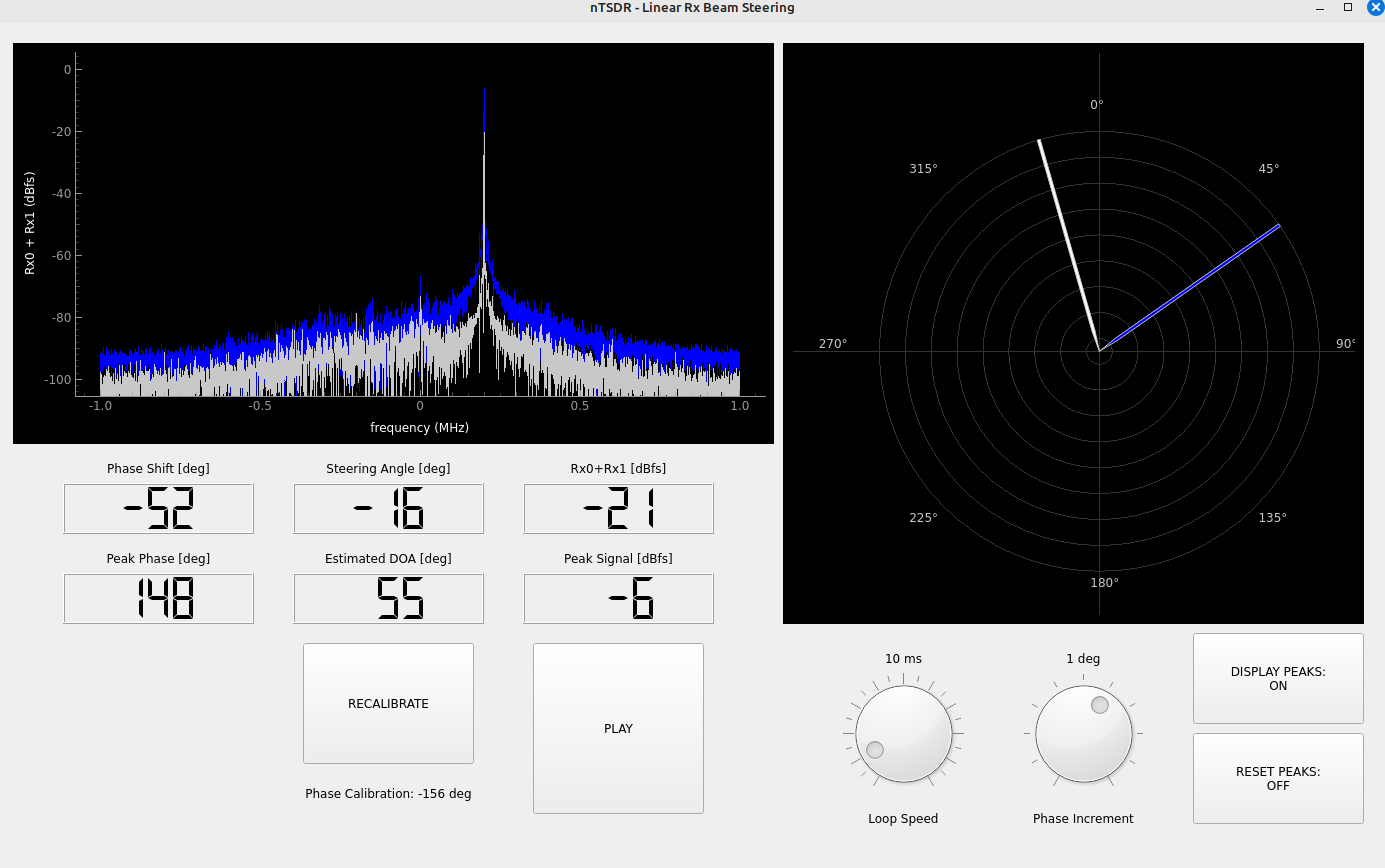 nTSDR - Linear Rx Beam Steering
0
-20
-40
-60
-80
-100
Rx0 + Rx1 (dBfs)
-1.0 -0.5 0 0.5 1.0
frequency (MHz)
0°
45°
90°
135°
180°
225°
270°
315°
Phase Shift [deg] Steering Angle [deg] Rx0+Rx1 [dBfs]
-52 -16 -21
Peak Phase [deg] Estimated DOA [deg] Peak Signal [dBfs]
148 55 -6
RECALIBRATE
PLAY
Phase Calibration: -156 deg
10 ms
Loop Speed
1 deg
Phase Increment
DISPLAY PEAKS:
ON
RESET PEAKS:
OFF